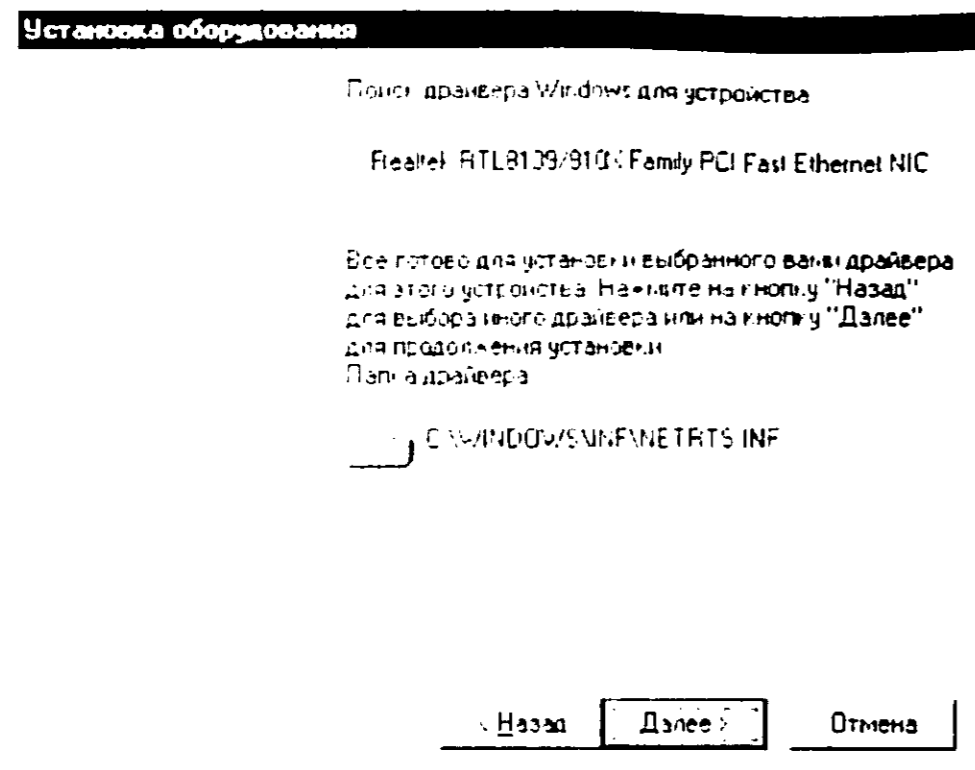 Установка оборудования
Поиск драйвера Windows для устройства
Realtek RTL8139/810X Family PCI Fast Ethernet NIC
Все готово для установки выбранного вами драйвера
для этого устройства. Нажмите на кнопку "Назад"
для выбора иного драйвера или на кнопку "Далее"
для продолжения установки
Папка драйвера
C:\WINDOWS\INF\NETRTS.INF
< Назад
Далее >
Отмена